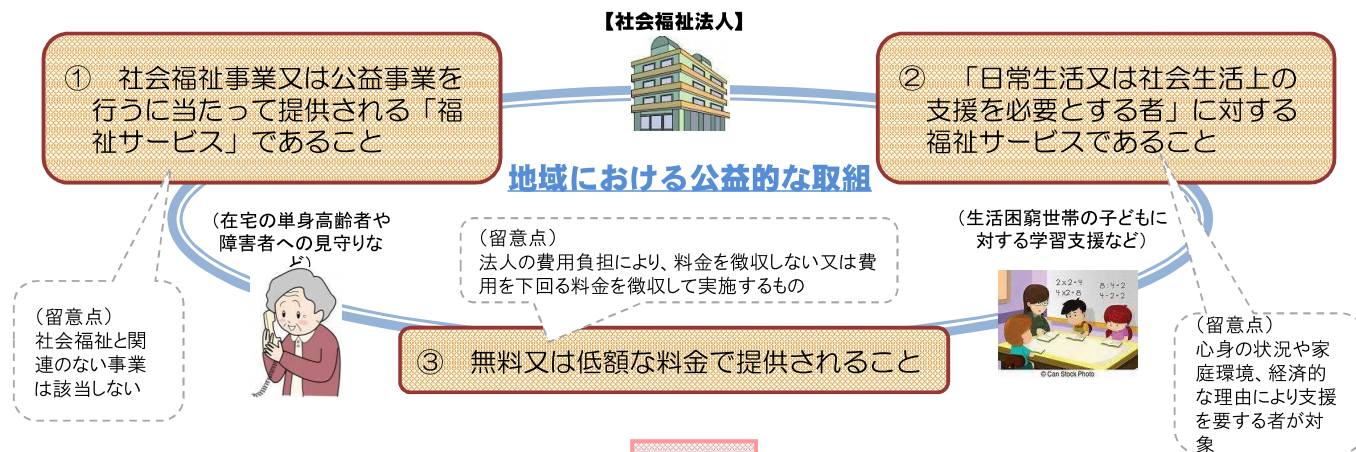 【社会福祉法人】
① 社会福祉事業又は公益事業を
行うに当たって提供される「福
祉サービス」であること
② 「日常生活又は社会生活上の
支援を必要とする者」に対する
福祉サービスであること
地域における公益的な取組
（在宅の単身高齢者や
障害者への見守りな
ど）
（留意点）
法人の費用負担により、料金を徴収しない又は費
用を下回る料金を徴収して実施するもの
（生活困窮世帯の子どもに
対する学習支援など）
2x2=4
4x2=8
8:4=2
4:2=2
© Can Stock Photo
（留意点）
社会福祉と関
連のない事業
は該当しない
③ 無料又は低額な料金で提供されること
（留意点）
心身の状況や家
庭環境、経済的
な理由により支援
を要する者が対
象